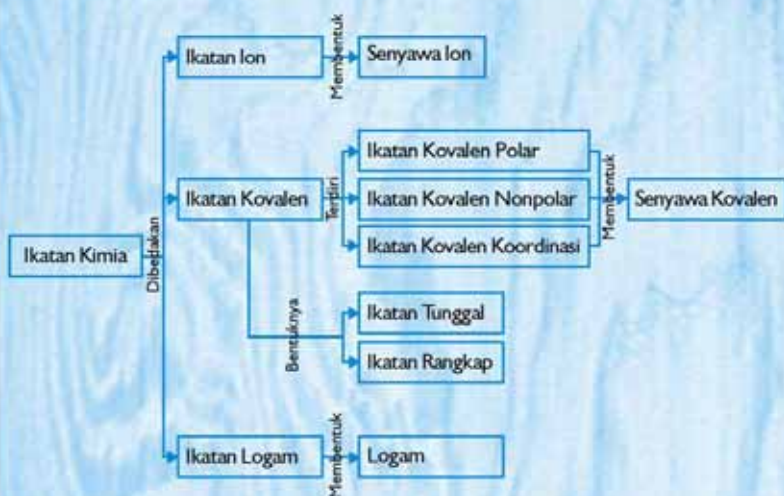 Ikatan Ion
Membentuk
Senyawa Ion
Ikatan Kimia
Dibedakan
Ikatan Kovalen
Terdiri
Ikatan Kovalen Polar
Ikatan Kovalen Nonpolar
Ikatan Kovalen Koordinasi
Membentuk
Senyawa Kovalen
Bentuknya
Ikatan Tunggal
Ikatan Rangkap
Ikatan Logam
Membentuk
Logam